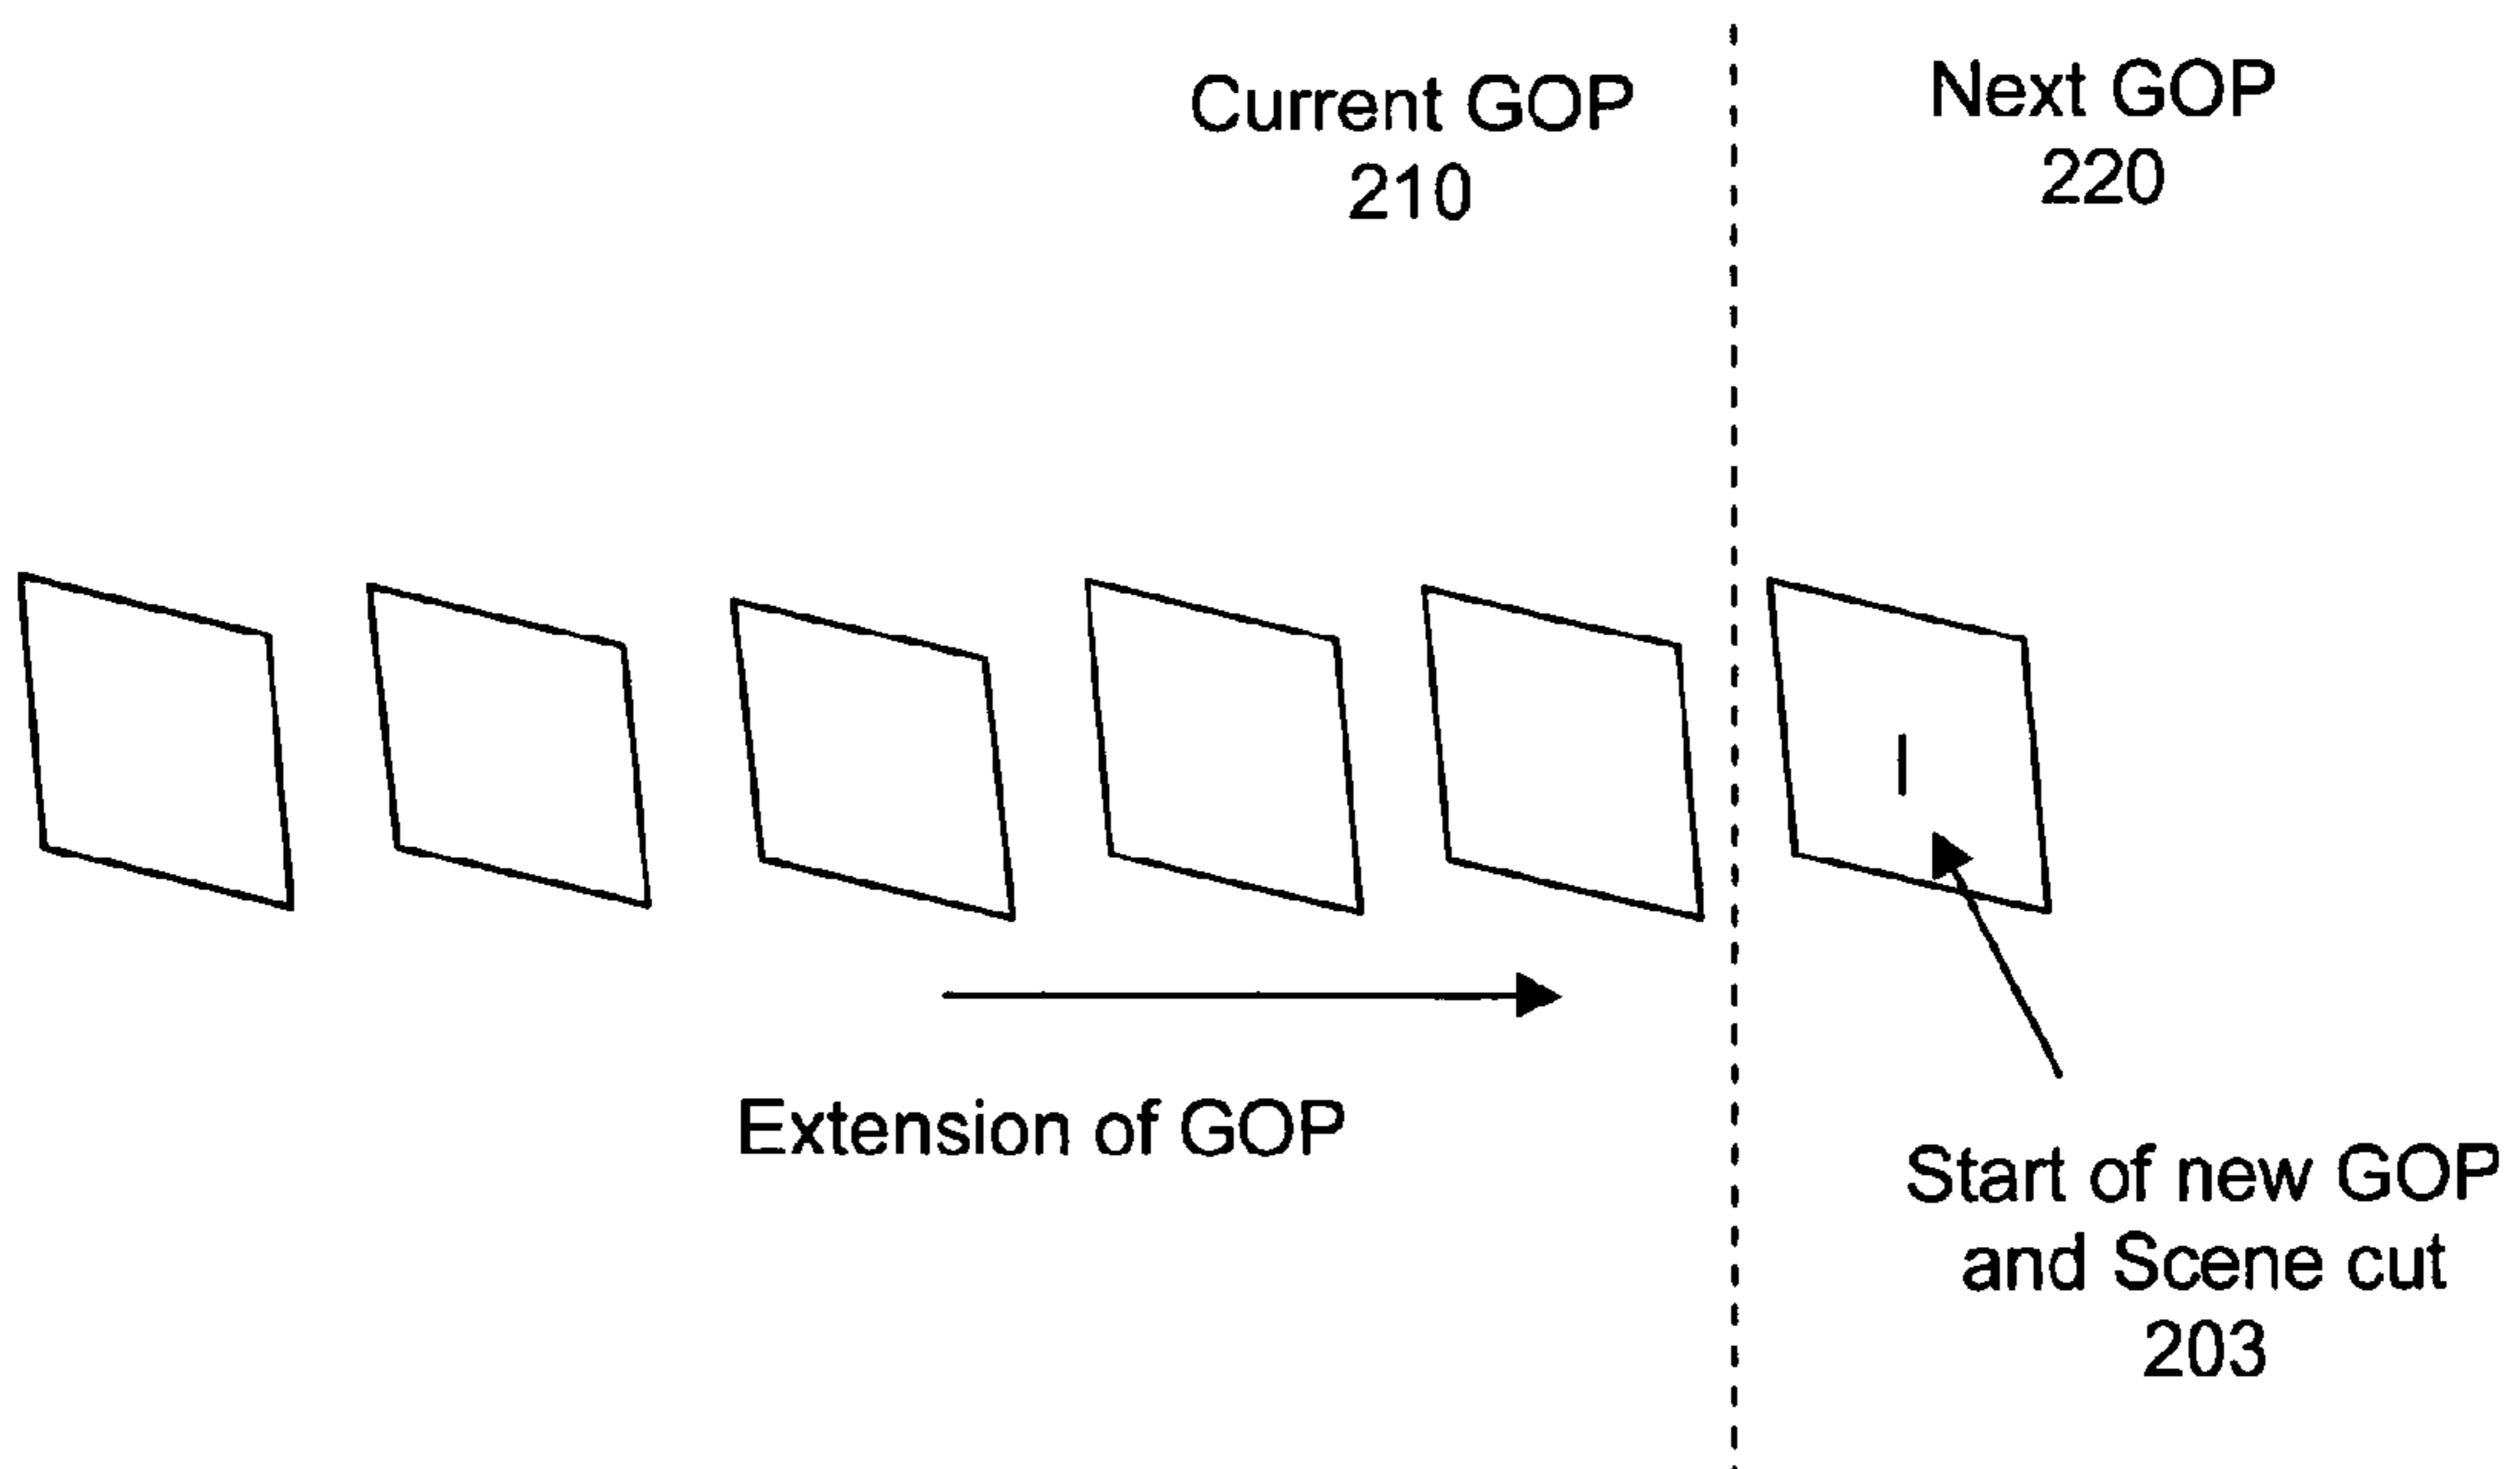 Current GOP
210
Next GOP
220
I
Extension of GOP
Start of new GOP
and Scene cut
203